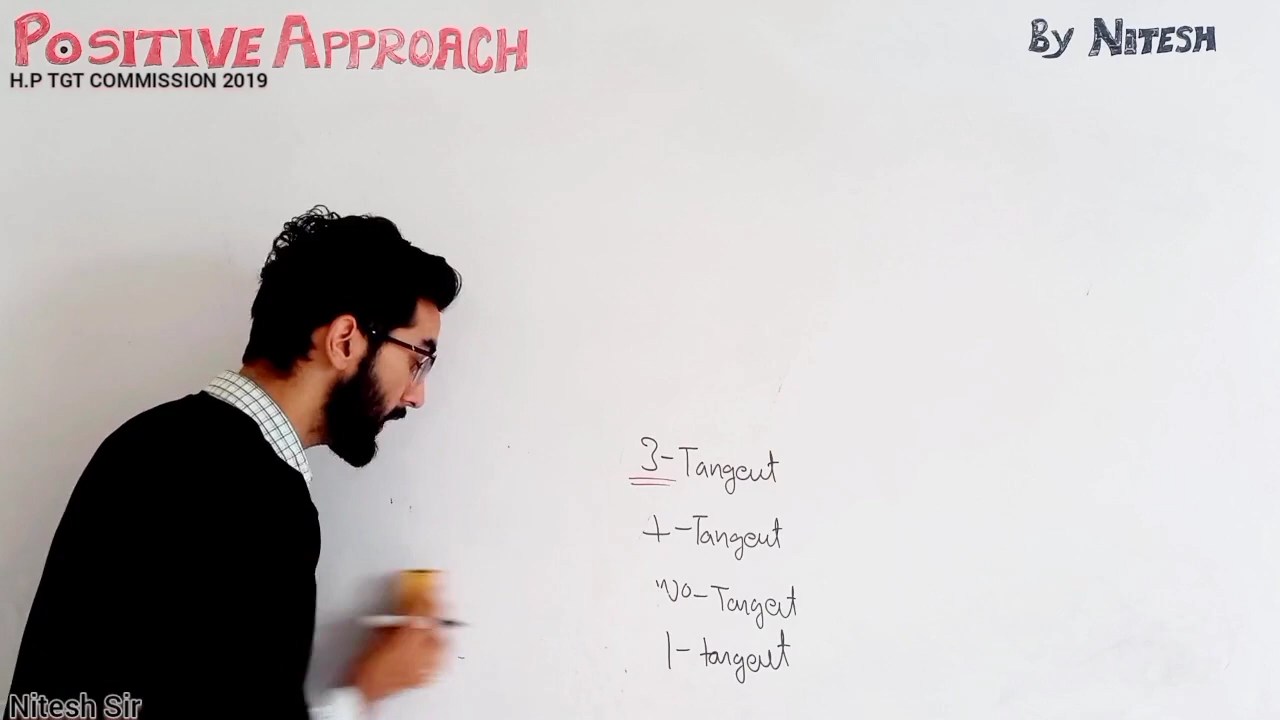 POSITIVE APPROACH
By NITESH
H.P TGT COMMISSION 2019
3-Tangent
4-Tangent
No-Tangent
1-tangent
Nitesh Sir